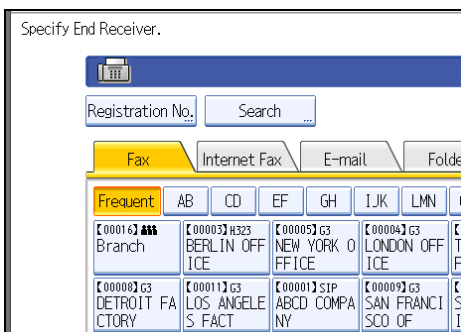 Specify End Receiver.
Registration No. Search
Fax Internet Fax E-mail Folde
Frequent AB CD EF GH IJK LMN
【00016】 【00003】H323 【00005】G3 【00004】G3
Branch BERLIN OFF NEW YORK O LONDON OFF
ICE FFICE ICE
【00008】G3 【00011】G3 【00001】SIP 【00009】G3
DETROIT FA LOS ANGELE ABCD COMPA SAN FRANCI
CTORY S FACT NY SCO OF